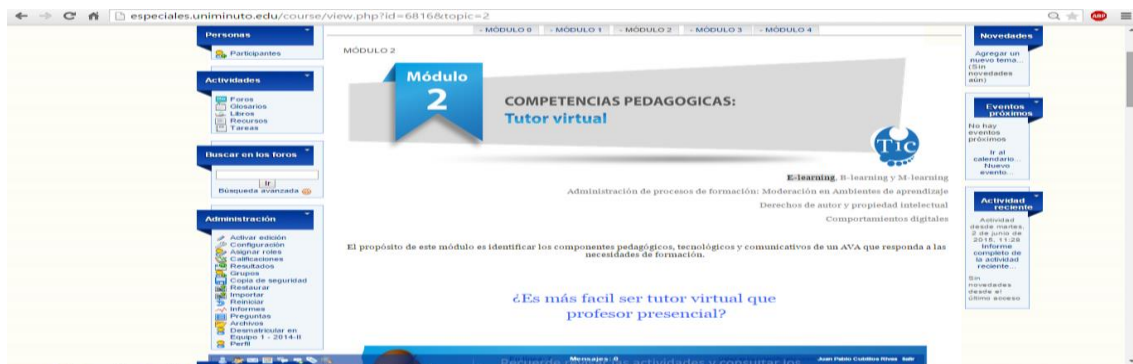 especiales.uniminuto.edu/course/view.php?id=6816&topic=2
ABP
Personas
Participantes
Actividades
Foros
Glosarios
Libros
Recursos
Tareas
Buscar en los foros
Ir
Búsqueda avanzada
Administración
Activar edición
Configuración
Asignar roles
Calificaciones
Resultados
Grupos
Copia de seguridad
Restaurar
Importar
Reiniciar
Informes
Preguntas
Archivos
Desmatricular en
Equipo 1 - 2014-II
Perfil
- MÓDULO 0 - MÓDULO 1 - MÓDULO 2 - MÓDULO 3 - MÓDULO 4
MÓDULO 2
Módulo
2
COMPETENCIAS PEDAGOGICAS:
Tutor virtual
TIC
E-learning, B-learning y M-learning
Administración de procesos de formación: Moderación en Ambientes de aprendizaje
Derechos de autor y propiedad intelectual
Comportamientos digitales
El propósito de este módulo es identificar los componentes pedagógicos, tecnológicos y comunicativos de un AVA que responda a las
necesidades de formación.
¿Es más facil ser tutor virtual que
profesor presencial?
Recuerde actividades y consultar los
Mensajes: 0
Juan Pablo Cubillos Rivas Salir
Novedades
Agregar un
nuevo tema...
(Sin
novedades
aún)
Eventos
próximos
No hay
eventos
próximos
Ir al
calendario...
Nuevo
evento...
Actividad
reciente
Actividad
desde martes,
2 de junio de
2015, 11:28
Informe
completo de
la actividad
reciente...
Sin
novedades
desde el
último acceso